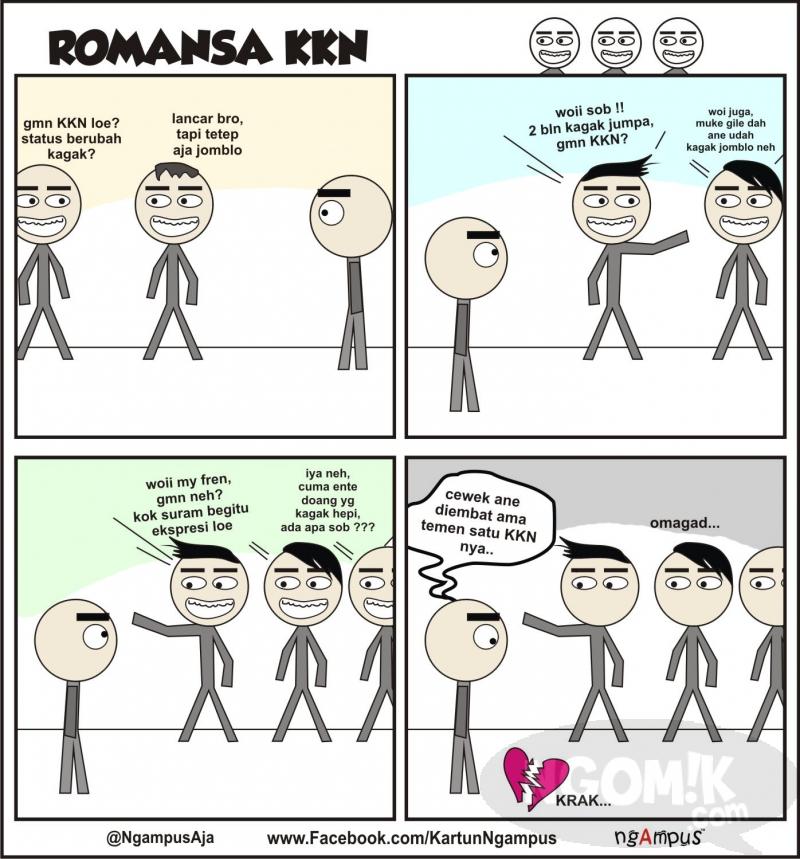 ROMANSA KKN
gmn KKN loe?
status berubah
kagak?
lancar bro,
tapi tetep
aja jomblo
woii sob !!
2 bln kagak jumpa,
gmn KKN?
woi juga,
muke gile dah
ane udah
kagak jomblo neh
woii my fren,
gmn neh?
kok suram begitu
ekspresi loe
iya neh,
cuma ente
doang yg
kagak hepi,
ada apa sob ???
cewek ane
diembat ama
temen satu KKN
nya..
omagad...
KRAK...
NGOM!K
.com
@NgampusAja
www.Facebook.com/KartunNgampus
ngAmpus